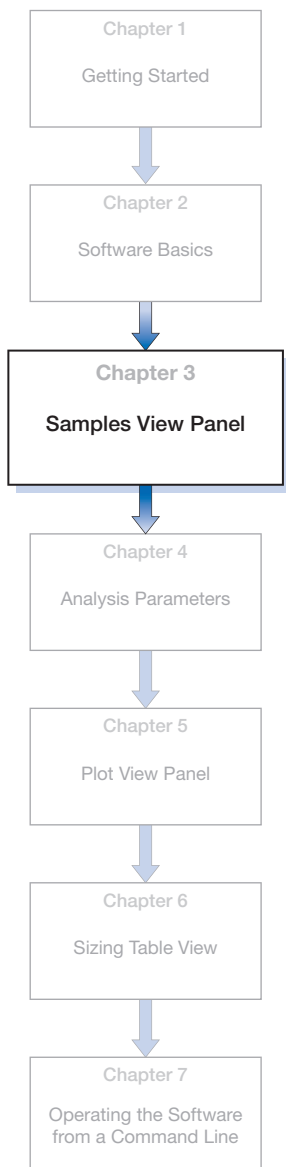 Chapter 1
Getting Started
Chapter 2
Software Basics
Chapter 3
Samples View Panel
Chapter 4
Analysis Parameters
Chapter 5
Plot View Panel
Chapter 6
Sizing Table View
Chapter 7
Operating the Software
from a Command Line